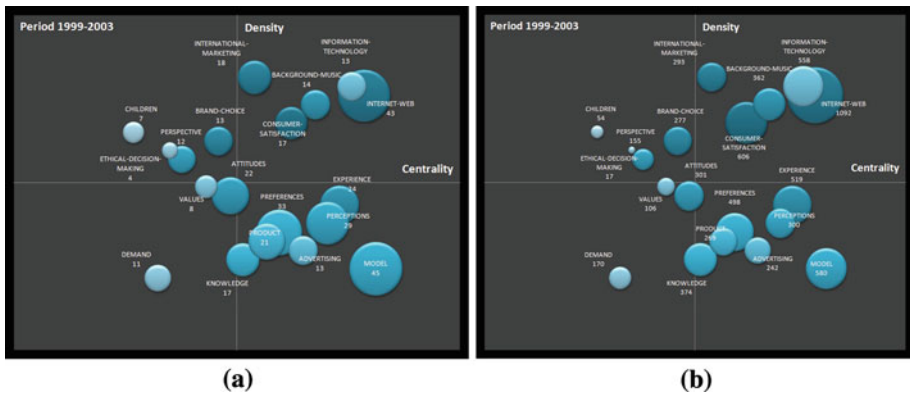 Period 1999-2003
Density
INTERNATIONAL-
MARKETING
18
INFORMATION-
TECHNOLOGY
13
BACKGROUND-MUSIC
14
INTERNET-WEB
43
CHILDREN
7
BRAND-CHOICE
13
CONSUMER-
SATISFACTION
17
PERSPECTIVE
12
ETHICAL-DECISION-
MAKING
4
ATTITUDES
22
Centrality
VALUES
8
PREFERENCES
33
EXPERIENCE
24
PERCEPTIONS
29
PRODUCT
21
DEMAND
11
ADVERTISING
13
MODEL
45
KNOWLEDGE
17
(a)
Period 1999-2003
Density
INTERNATIONAL-
MARKETING
293
INFORMATION-
TECHNOLOGY
558
BACKGROUND-MUSIC
362
INTERNET-WEB
1092
CHILDREN
54
BRAND-CHOICE
277
CONSUMER-
SATISFACTION
606
PERSPECTIVE
155
ETHICAL-DECISION-
MAKING
17
ATTITUDES
301
Centrality
VALUES
106
PREFERENCES
498
EXPERIENCE
519
PERCEPTIONS
300
PRODUCT
269
DEMAND
170
ADVERTISING
242
MODEL
580
KNOWLEDGE
374
(b)